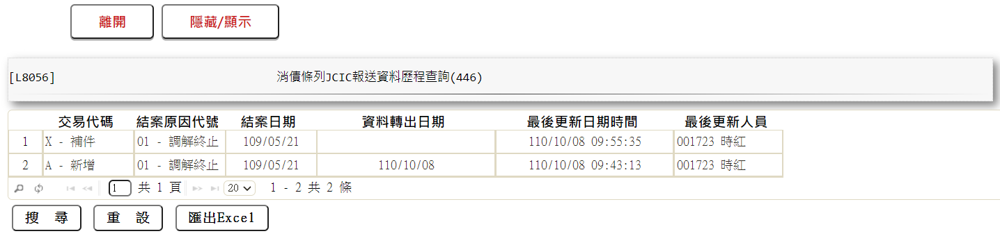 離開 隱藏/顯示
[L8056] 消債條列JCIC報送資料歷程查詢(446)
交易代碼 結案原因代號 結案日期 資料轉出日期 最後更新日期時間 最後更新人員
1 X - 補件 01 - 調解終止 109/05/21 110/10/08 09:55:35 001723 時紅
2 A - 新增 01 - 調解終止 109/05/21 110/10/08 110/10/08 09:43:13 001723 時紅
1 共 1 頁 20 1 - 2 共 2 條
搜 尋 重 設 匯出Excel